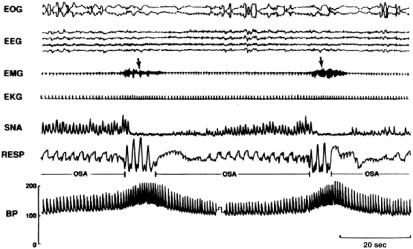 EOG
EEG
EMG
EKG
SNA
RESP
OSA OSA OSA
200
BP 100
0
20 sec